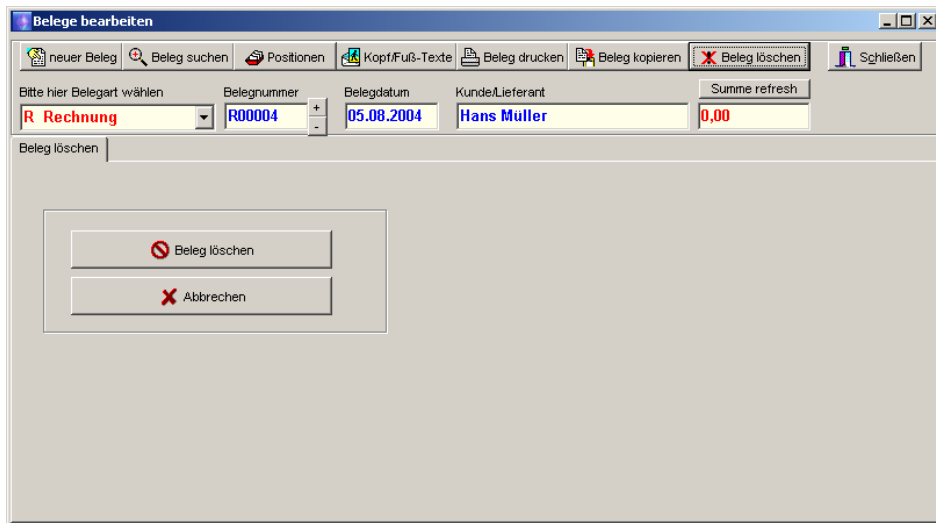 Belege bearbeiten
neuer Beleg Beleg suchen Positionen Kopf/Fuß-Texte Beleg drucken Beleg kopieren Beleg löschen Schließen
Bitte hier Belegart wählen Belegnummer Belegdatum Kunde/Lieferant Summe refresh
R Rechnung R00004 + - 05.08.2004 Hans Müller 0,00
Beleg löschen
Beleg löschen
Abbrechen